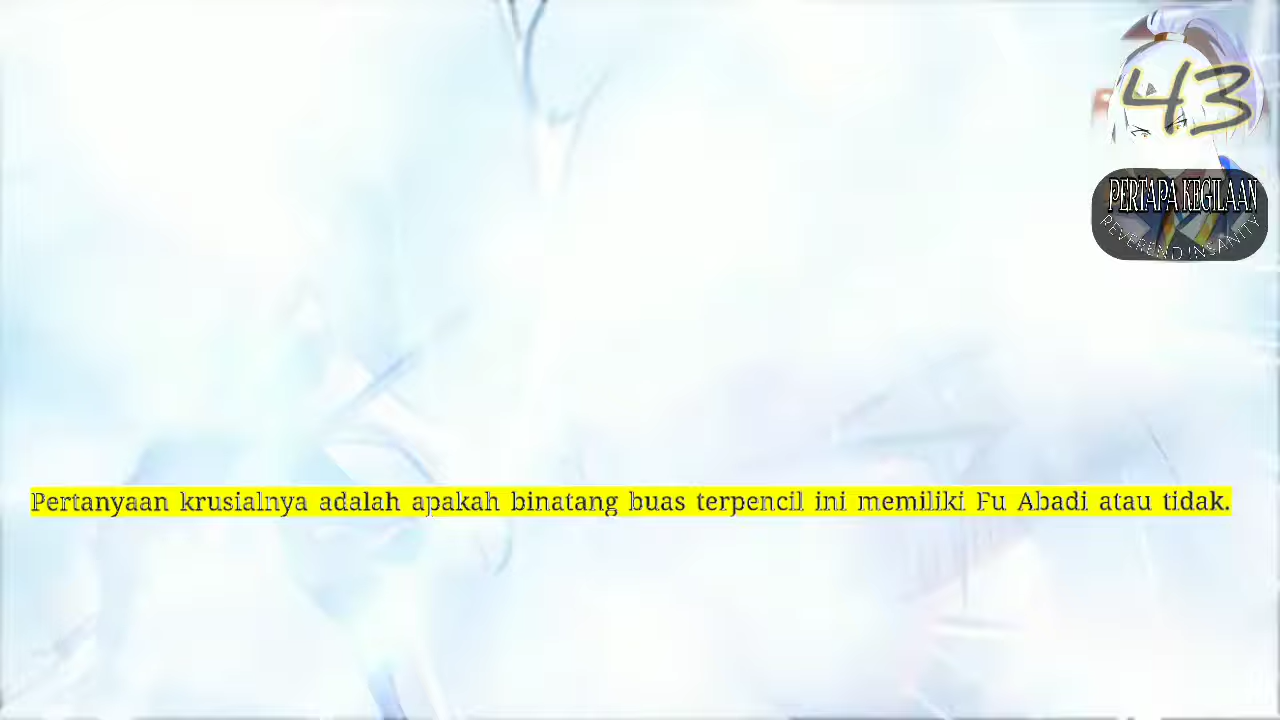 43
PERTAPA KEGILAAN
REVEREND INSANITY
Pertanyaan krusialnya adalah apakah binatang buas terpencil ini memiliki Fu Abadi atau tidak.